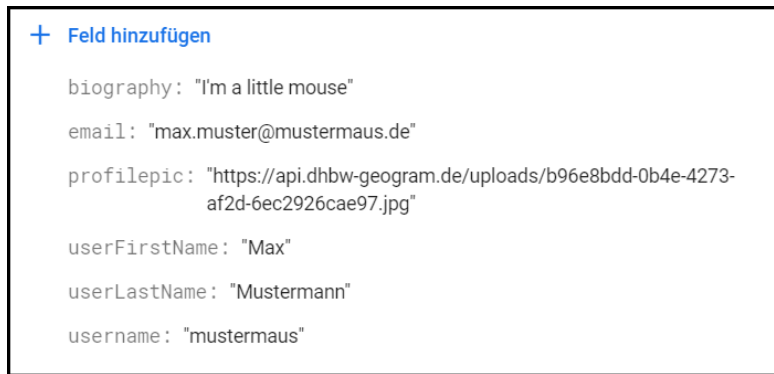 + Feld hinzufügen
biography: "I'm a little mouse"
email: "max.muster@mustermaus.de"
profilepic: "https://api.dhbw-geogram.de/uploads/b96e8bdd-0b4e-4273-
af2d-6ec2926cae97.jpg"
userFirstName: "Max"
userLastName: "Mustermann"
username: "mustermaus"